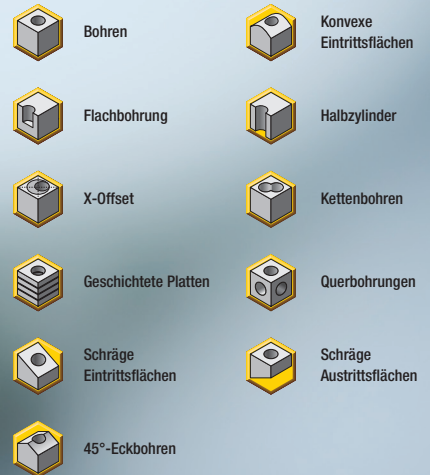 Bohren
Konvexe
Eintrittsflächen
Flachbohrung
Halbzylinder
X-Offset
Kettenbohren
Geschichtete Platten
Querbohrungen
Schräge
Eintrittsflächen
Schräge
Austrittsflächen
45°-Eckbohren